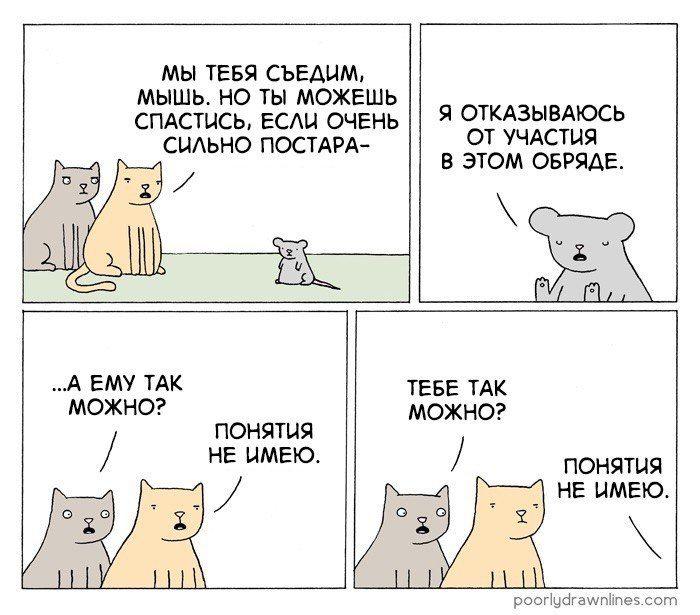 МЫ ТЕБЯ СЪЕДИМ,
МЫШЬ. НО ТЫ МОЖЕШЬ
СПАСТИСЬ, ЕСЛИ ОЧЕНЬ
СИЛЬНО ПОСТАРА-
Я ОТКАЗЫВАЮСЬ
ОТ УЧАСТИЯ
В ЭТОМ ОБРЯДЕ.
...А ЕМУ ТАК
МОЖНО?
ПОНЯТИЯ
НЕ ИМЕЮ.
ТЕБЕ ТАК
МОЖНО?
ПОНЯТИЯ
НЕ ИМЕЮ.
poorlydrawnlines.com